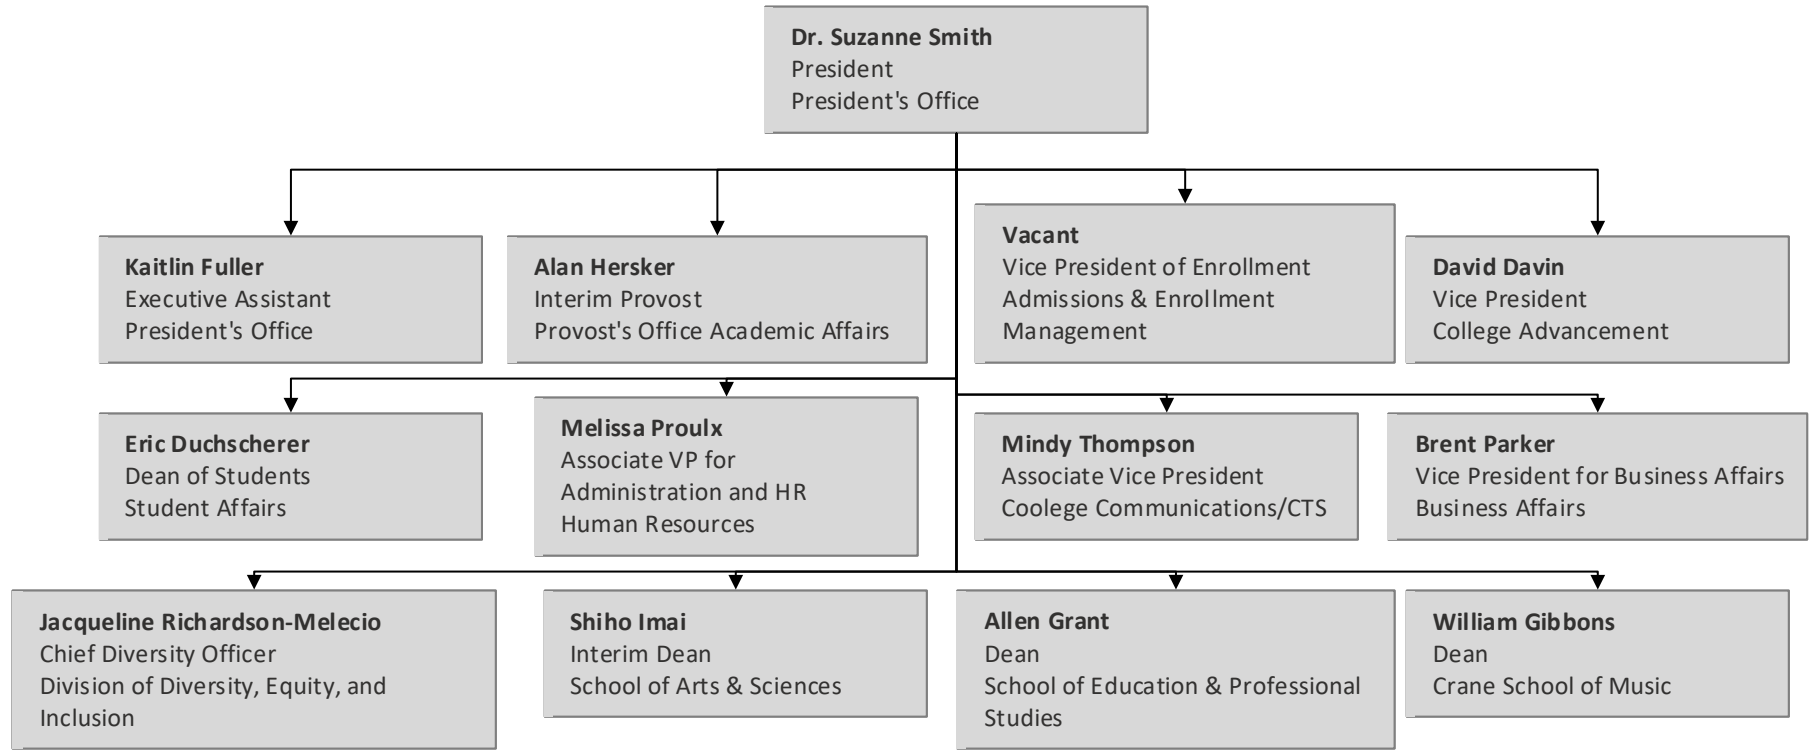 Dr. Suzanne Smith
President
President's Office
Kaitlin Fuller
Executive Assistant
President's Office
Alan Hersker
Interim Provost
Provost's Office Academic Affairs
Vacant
Vice President of Enrollment
Admissions & Enrollment
Management
David Davin
Vice President
College Advancement
Eric Duchscherer
Dean of Students
Student Affairs
Melissa Proulx
Associate VP for
Administration and HR
Human Resources
Mindy Thompson
Associate Vice President
Coolege Communications/CTS
Brent Parker
Vice President for Business Affairs
Business Affairs
Jacqueline Richardson-Melecio
Chief Diversity Officer
Division of Diversity, Equity, and
Inclusion
Shiho Imai
Interim Dean
School of Arts & Sciences
Allen Grant
Dean
School of Education & Professional
Studies
William Gibbons
Dean
Crane School of Music